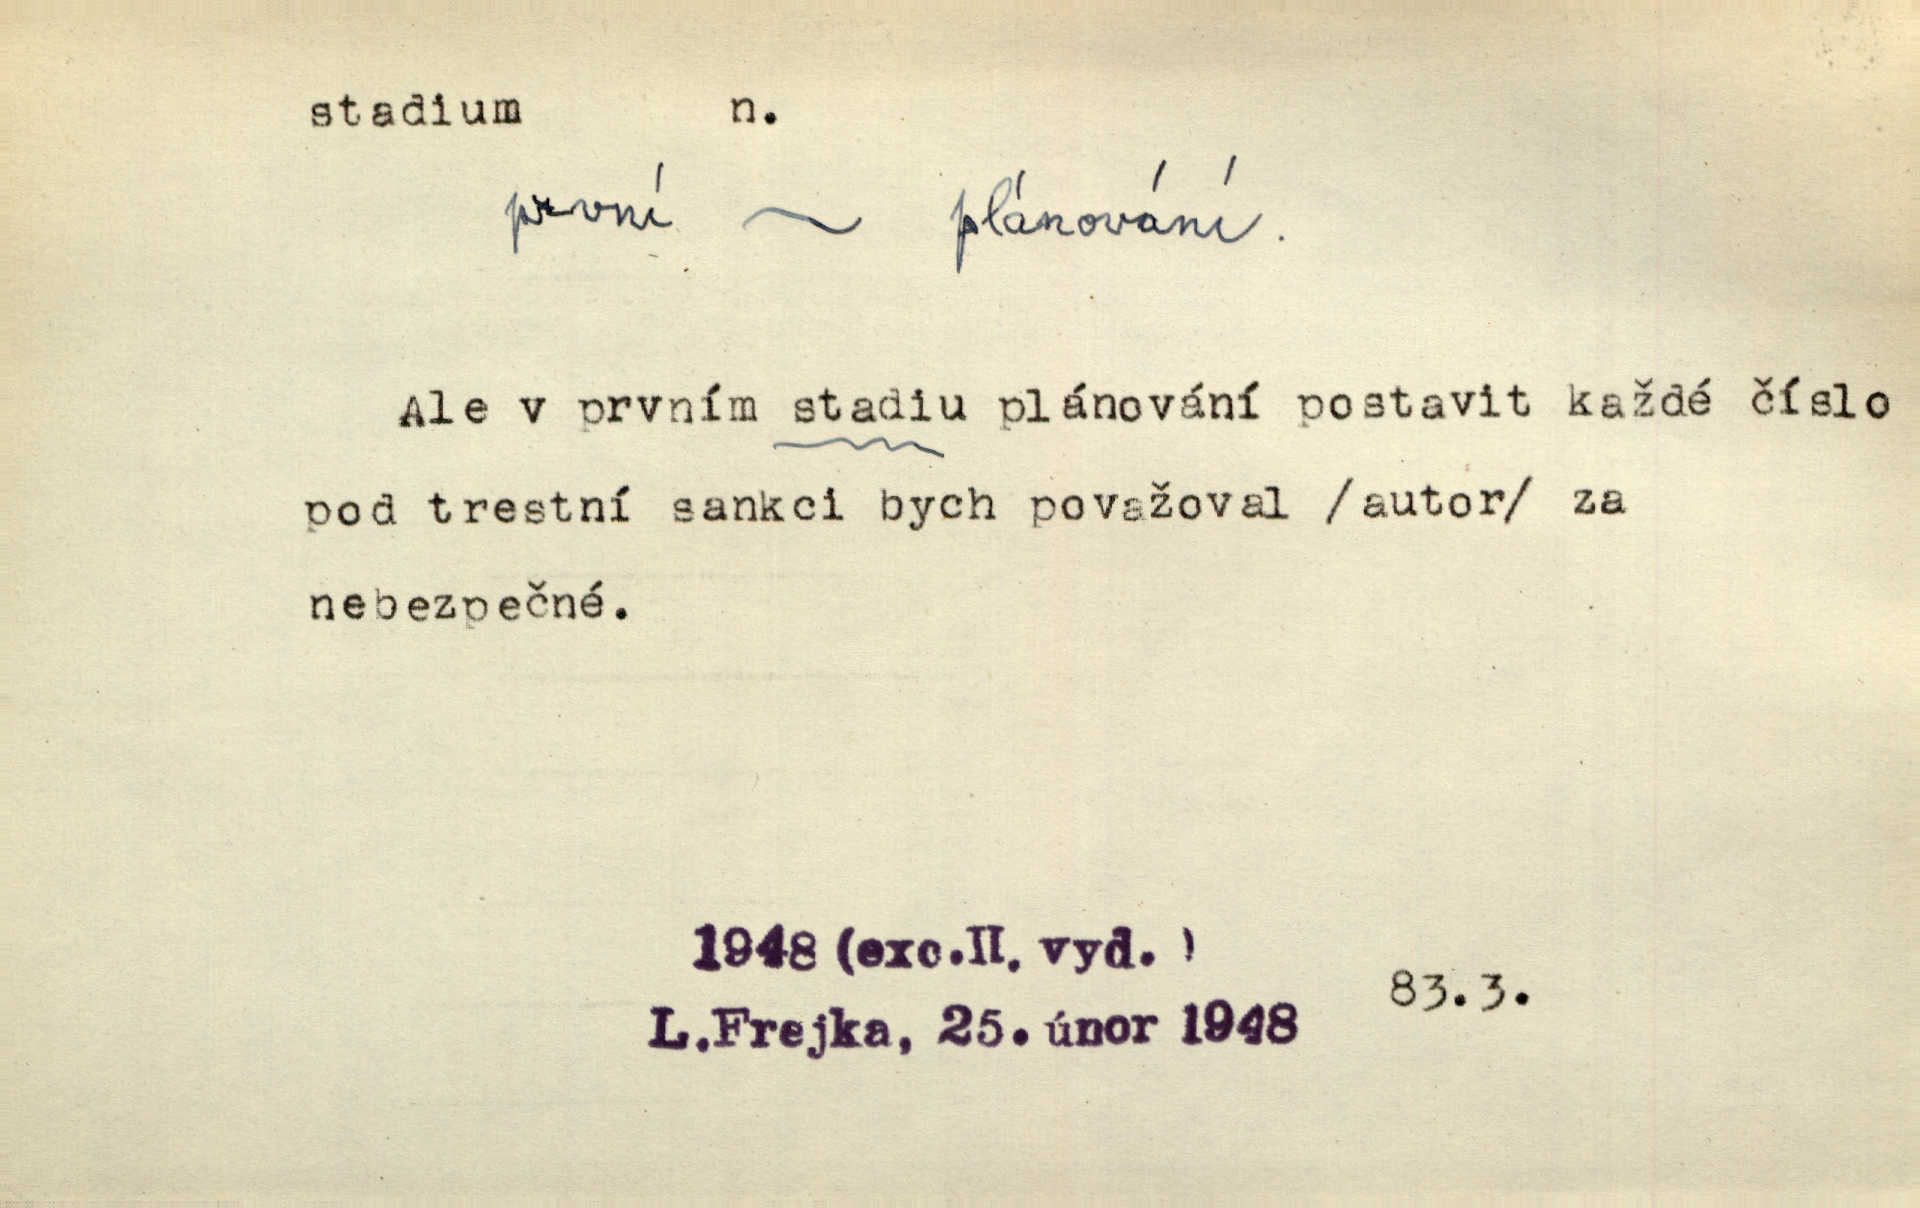 stadium n.
první ~ plánování.
Ale v prvním stadiu plánování postavit každé číslo
pod trestní sankci bych považoval /autor/ za
nebezpečné.
1948 (exc.II. vyd.)
L.Frejka, 25. únor 1948
83.3.